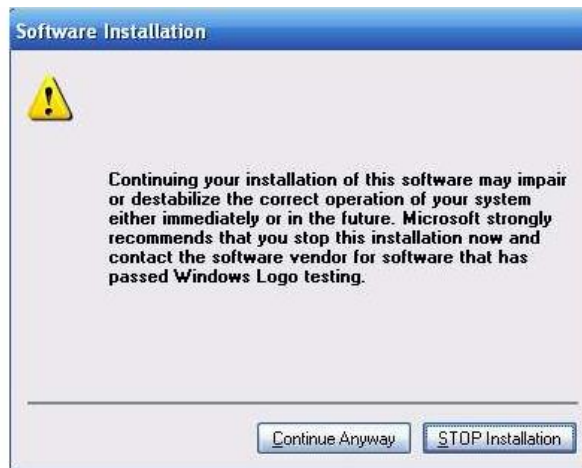 Software Installation
Continuing your installation of this software may impair
or destabilize the correct operation of your system
either immediately or in the future. Microsoft strongly
recommends that you stop this installation now and
contact the software vendor for software that has
passed Windows Logo testing.
Continue Anyway STOP Installation